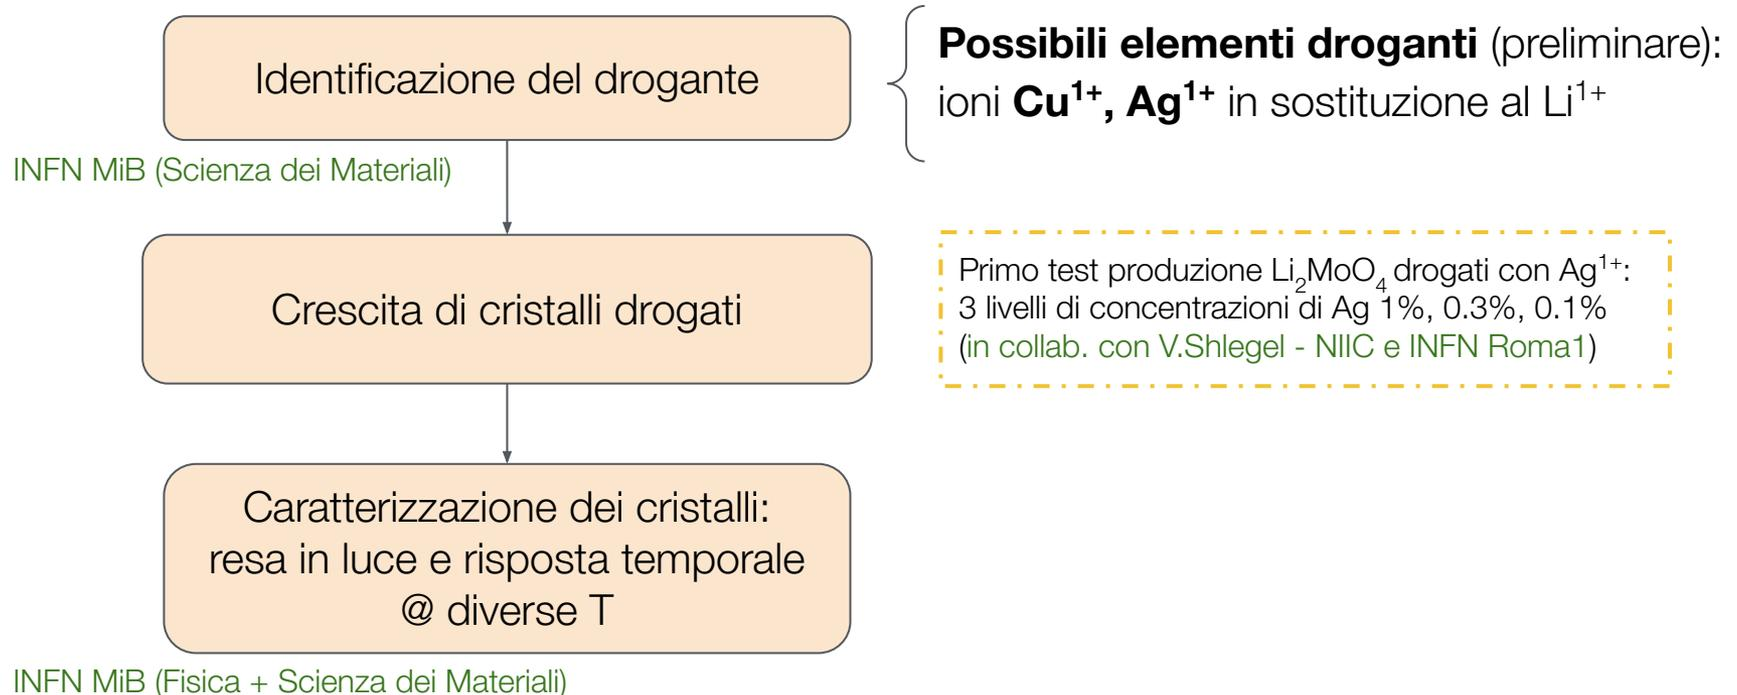 Identificazione del drogante
Possibili elementi droganti (preliminare):
ioni Cu¹⁺, Ag¹⁺ in sostituzione al Li¹⁺
INFN MiB (Scienza dei Materiali)
Crescita di cristalli drogati
Primo test produzione Li₂MoO₄ drogati con Ag¹⁺:
3 livelli di concentrazioni di Ag 1%, 0.3%, 0.1%
(in collab. con V.Shlegel - NIIC e INFN Roma1)
Caratterizzazione dei cristalli:
resa in luce e risposta temporale
@ diverse T
INFN MiB (Fisica + Scienza dei Materiali)